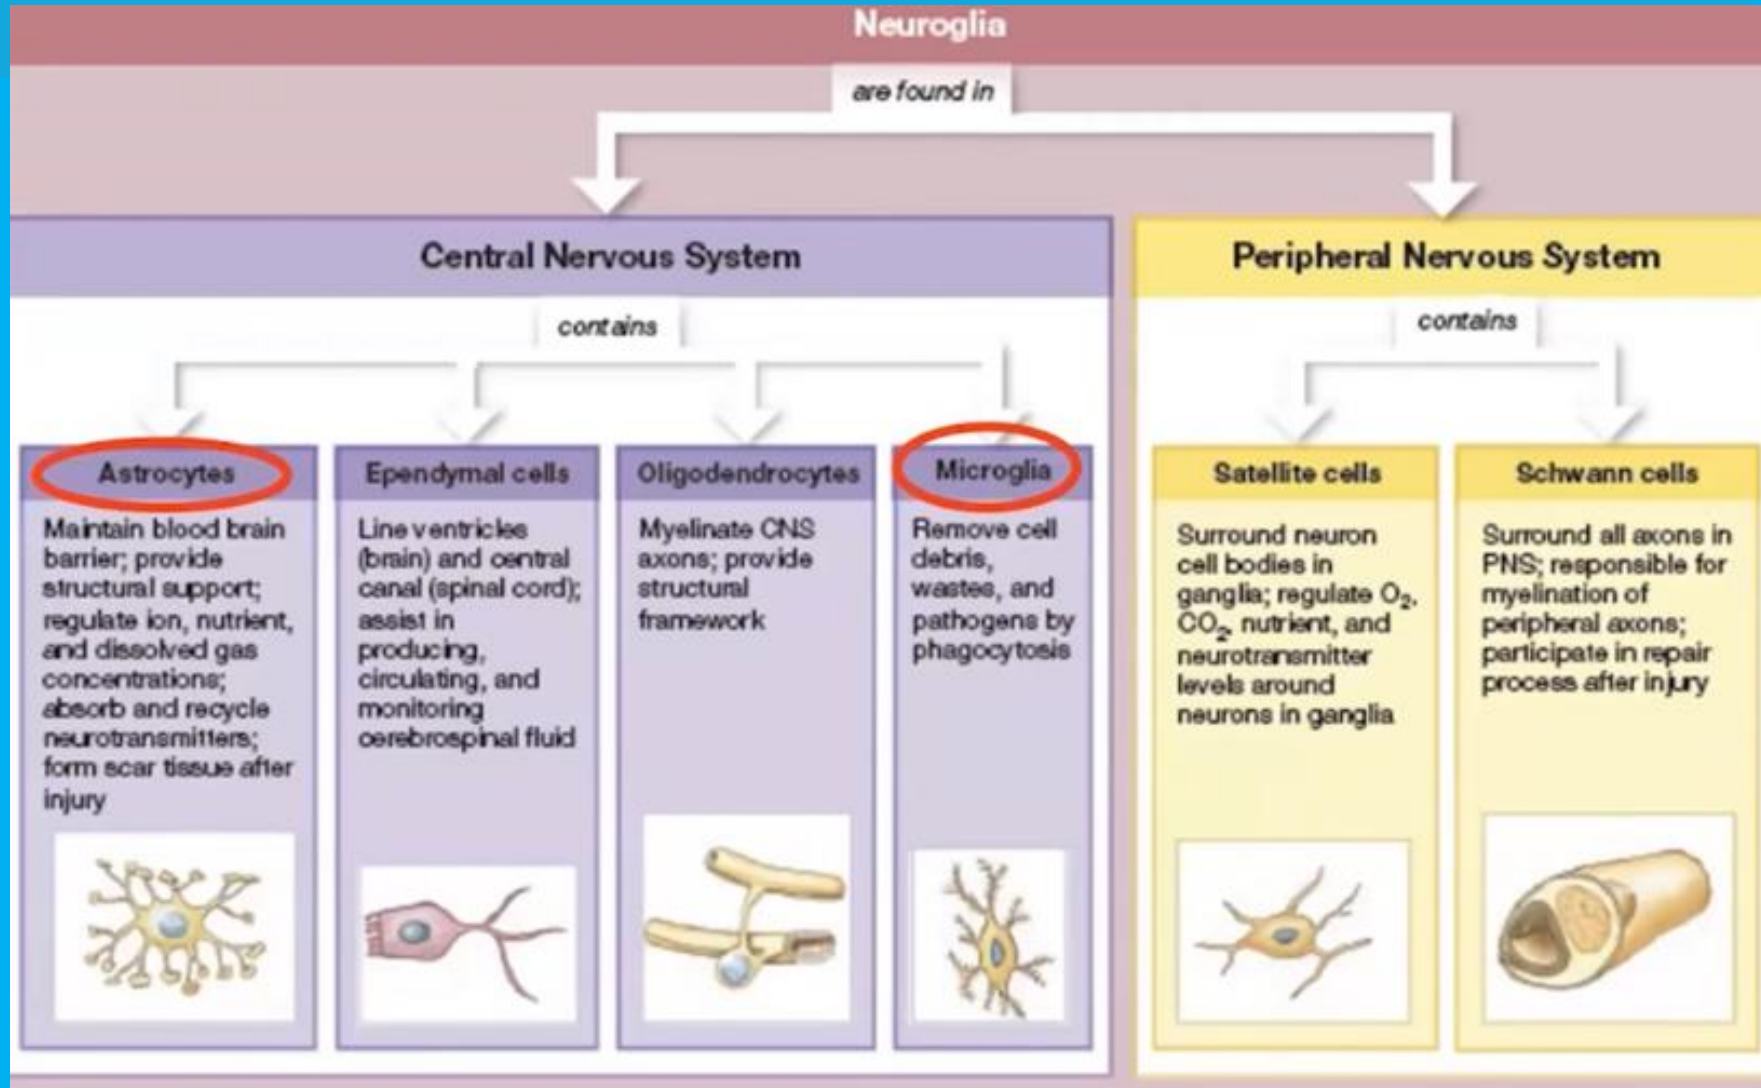 Neuroglia
are found in
Central Nervous System
contains
Astrocytes
Maintain blood brain
barrier; provide
structural support;
regulate ion, nutrient,
and dissolved gas
concentrations;
absorb and recycle
neurotransmitters;
form scar tissue after
injury
Ependymal cells
Line ventricles
(brain) and central
canal (spinal cord);
assist in
producing,
circulating, and
monitoring
cerebrospinal fluid
Oligodendrocytes
Myelinate CNS
axons; provide
structural
framework
Microglia
Remove cell
debris,
wastes, and
pathogens by
phagocytosis
Peripheral Nervous System
contains
Satellite cells
Surround neuron
cell bodies in
ganglia; regulate O₂,
CO₂, nutrient, and
neurotransmitter
levels around
neurons in ganglia
Schwann cells
Surround all axons in
PNS; responsible for
myelination of
peripheral axons;
participate in repair
process after injury